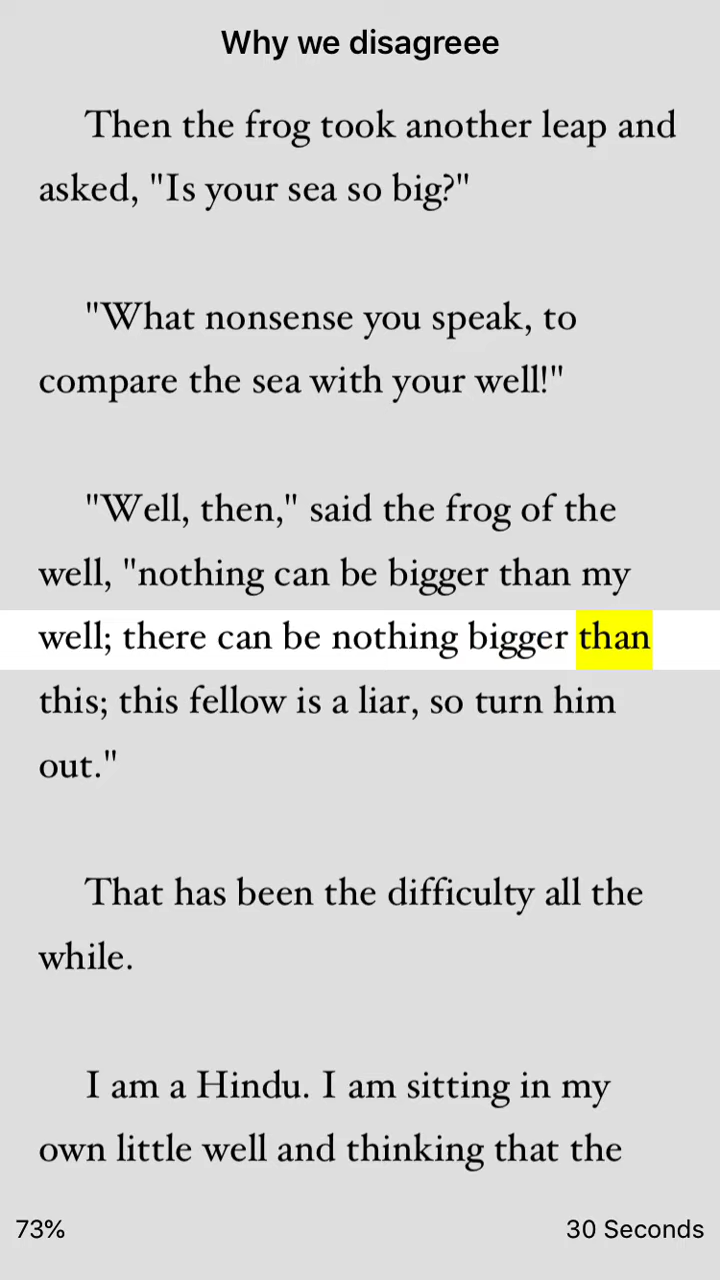 Why we disagreeee
Then the frog took another leap and
asked, "Is your sea so big?"
"What nonsense you speak, to
compare the sea with your well!"
"Well, then," said the frog of the
well, "nothing can be bigger than my
well; there can be nothing bigger than
this; this fellow is a liar, so turn him
out."
That has been the difficulty all the
while.
I am a Hindu. I am sitting in my
own little well and thinking that the
73%
30 Seconds